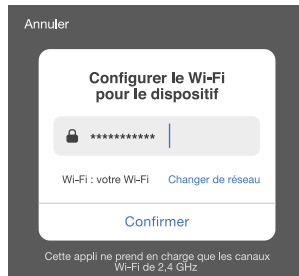 Annuler
Configurer le Wi-Fi
pour le dispositif
***********
Wi-Fi : votre Wi-Fi Changer de réseau
Confirmer
Cette appli ne prend en charge que les canaux
Wi-Fi de 2,4 GHz